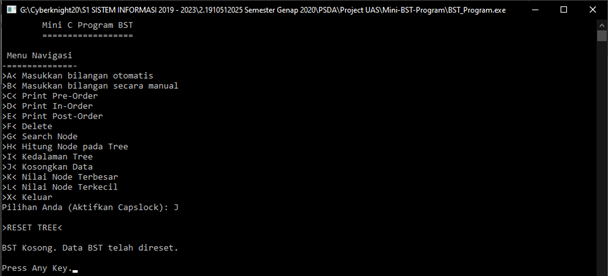 G:\Cyberknight20\S1 SISTEM INFORMASI 2019 - 2023\2.1910512025 Semester Genap 2020\PSDA\Project UAS\Mini-BST-Program\BST_Program.exe
Mini C Program BST
==================
Menu Navigasi
-============-
>A< Masukkan bilangan otomatis
>B< Masukkan bilangan secara manual
>C< Print Pre-Order
>D< Print In-Order
>E< Print Post-Order
>F< Delete
>G< Search Node
>H< Hitung Node pada Tree
>I< Kedalaman Tree
>J< Kosongkan Data
>K< Nilai Node Terbesar
>L< Nilai Node Terkecil
>X< Keluar
Pilihan Anda (Aktifkan Capslock): J
>RESET TREE<
BST Kosong. Data BST telah direset.
Press Any Key.